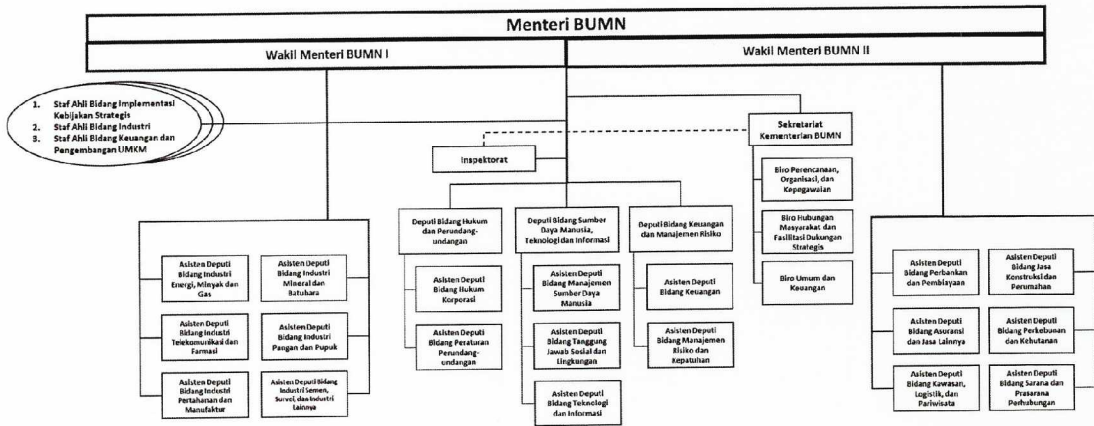 Menteri BUMN
Wakil Menteri BUMN I
Wakil Menteri BUMN II
1. Staf Ahli Bidang Implementasi
Kebijakan Strategis
2. Staf Ahli Bidang Industri
3. Staf Ahli Bidang Keuangan dan
Pengembangan UMKM
Sekretariat
Kementerian BUMN
Inspektorat
Biro Perencanaan,
Organisasi, dan
Kepegawaian
Biro Hubungan
Masyarakat dan
Fasilitasi Dukungan
Strategis
Biro Umum dan
Keuangan
Deputi Bidang Hukum
dan Perundang-
undangan
Asisten Deputi
Bidang Hukum
Korporasi
Asisten Deputi
Bidang Peraturan
Perundang-
undangan
Deputi Bidang Sumber
Daya Manusia,
Teknologi dan Informasi
Asisten Deputi
Bidang Manajemen
Sumber Daya
Manusia
Asisten Deputi
Bidang Tanggung
Jawab Sosial dan
Lingkungan
Asisten Deputi
Bidang Teknologi
dan Informasi
Deputi Bidang Keuangan
dan Manajemen Risiko
Asisten Deputi
Bidang Keuangan
Asisten Deputi
Bidang Manajemen
Risiko dan
Kepatuhan
Asisten Deputi
Bidang Industri
Energi, Minyak dan
Gas
Asisten Deputi
Bidang Industri
Mineral dan
Batubara
Asisten Deputi
Bidang Industri
Telekomunikasi dan
Farmasi
Asisten Deputi
Bidang Industri
Pangan dan Pupuk
Asisten Deputi
Bidang Industri
Pertahanan dan
Manufaktur
Asisten Deputi Bidang
Industri Semen,
Survei, dan Industri
Lainnya
Asisten Deputi
Bidang Perbankan
dan Pembiayaan
Asisten Deputi
Bidang Jasa
Konstruksi dan
Perumahan
Asisten Deputi
Bidang Asuransi
dan Jasa Lainnya
Asisten Deputi
Bidang Perkebunan
dan Kehutanan
Asisten Deputi
Bidang Kawasan,
Logistik, dan
Pariwisata
Asisten Deputi
Bidang Sarana dan
Prasarana
Perhubungan